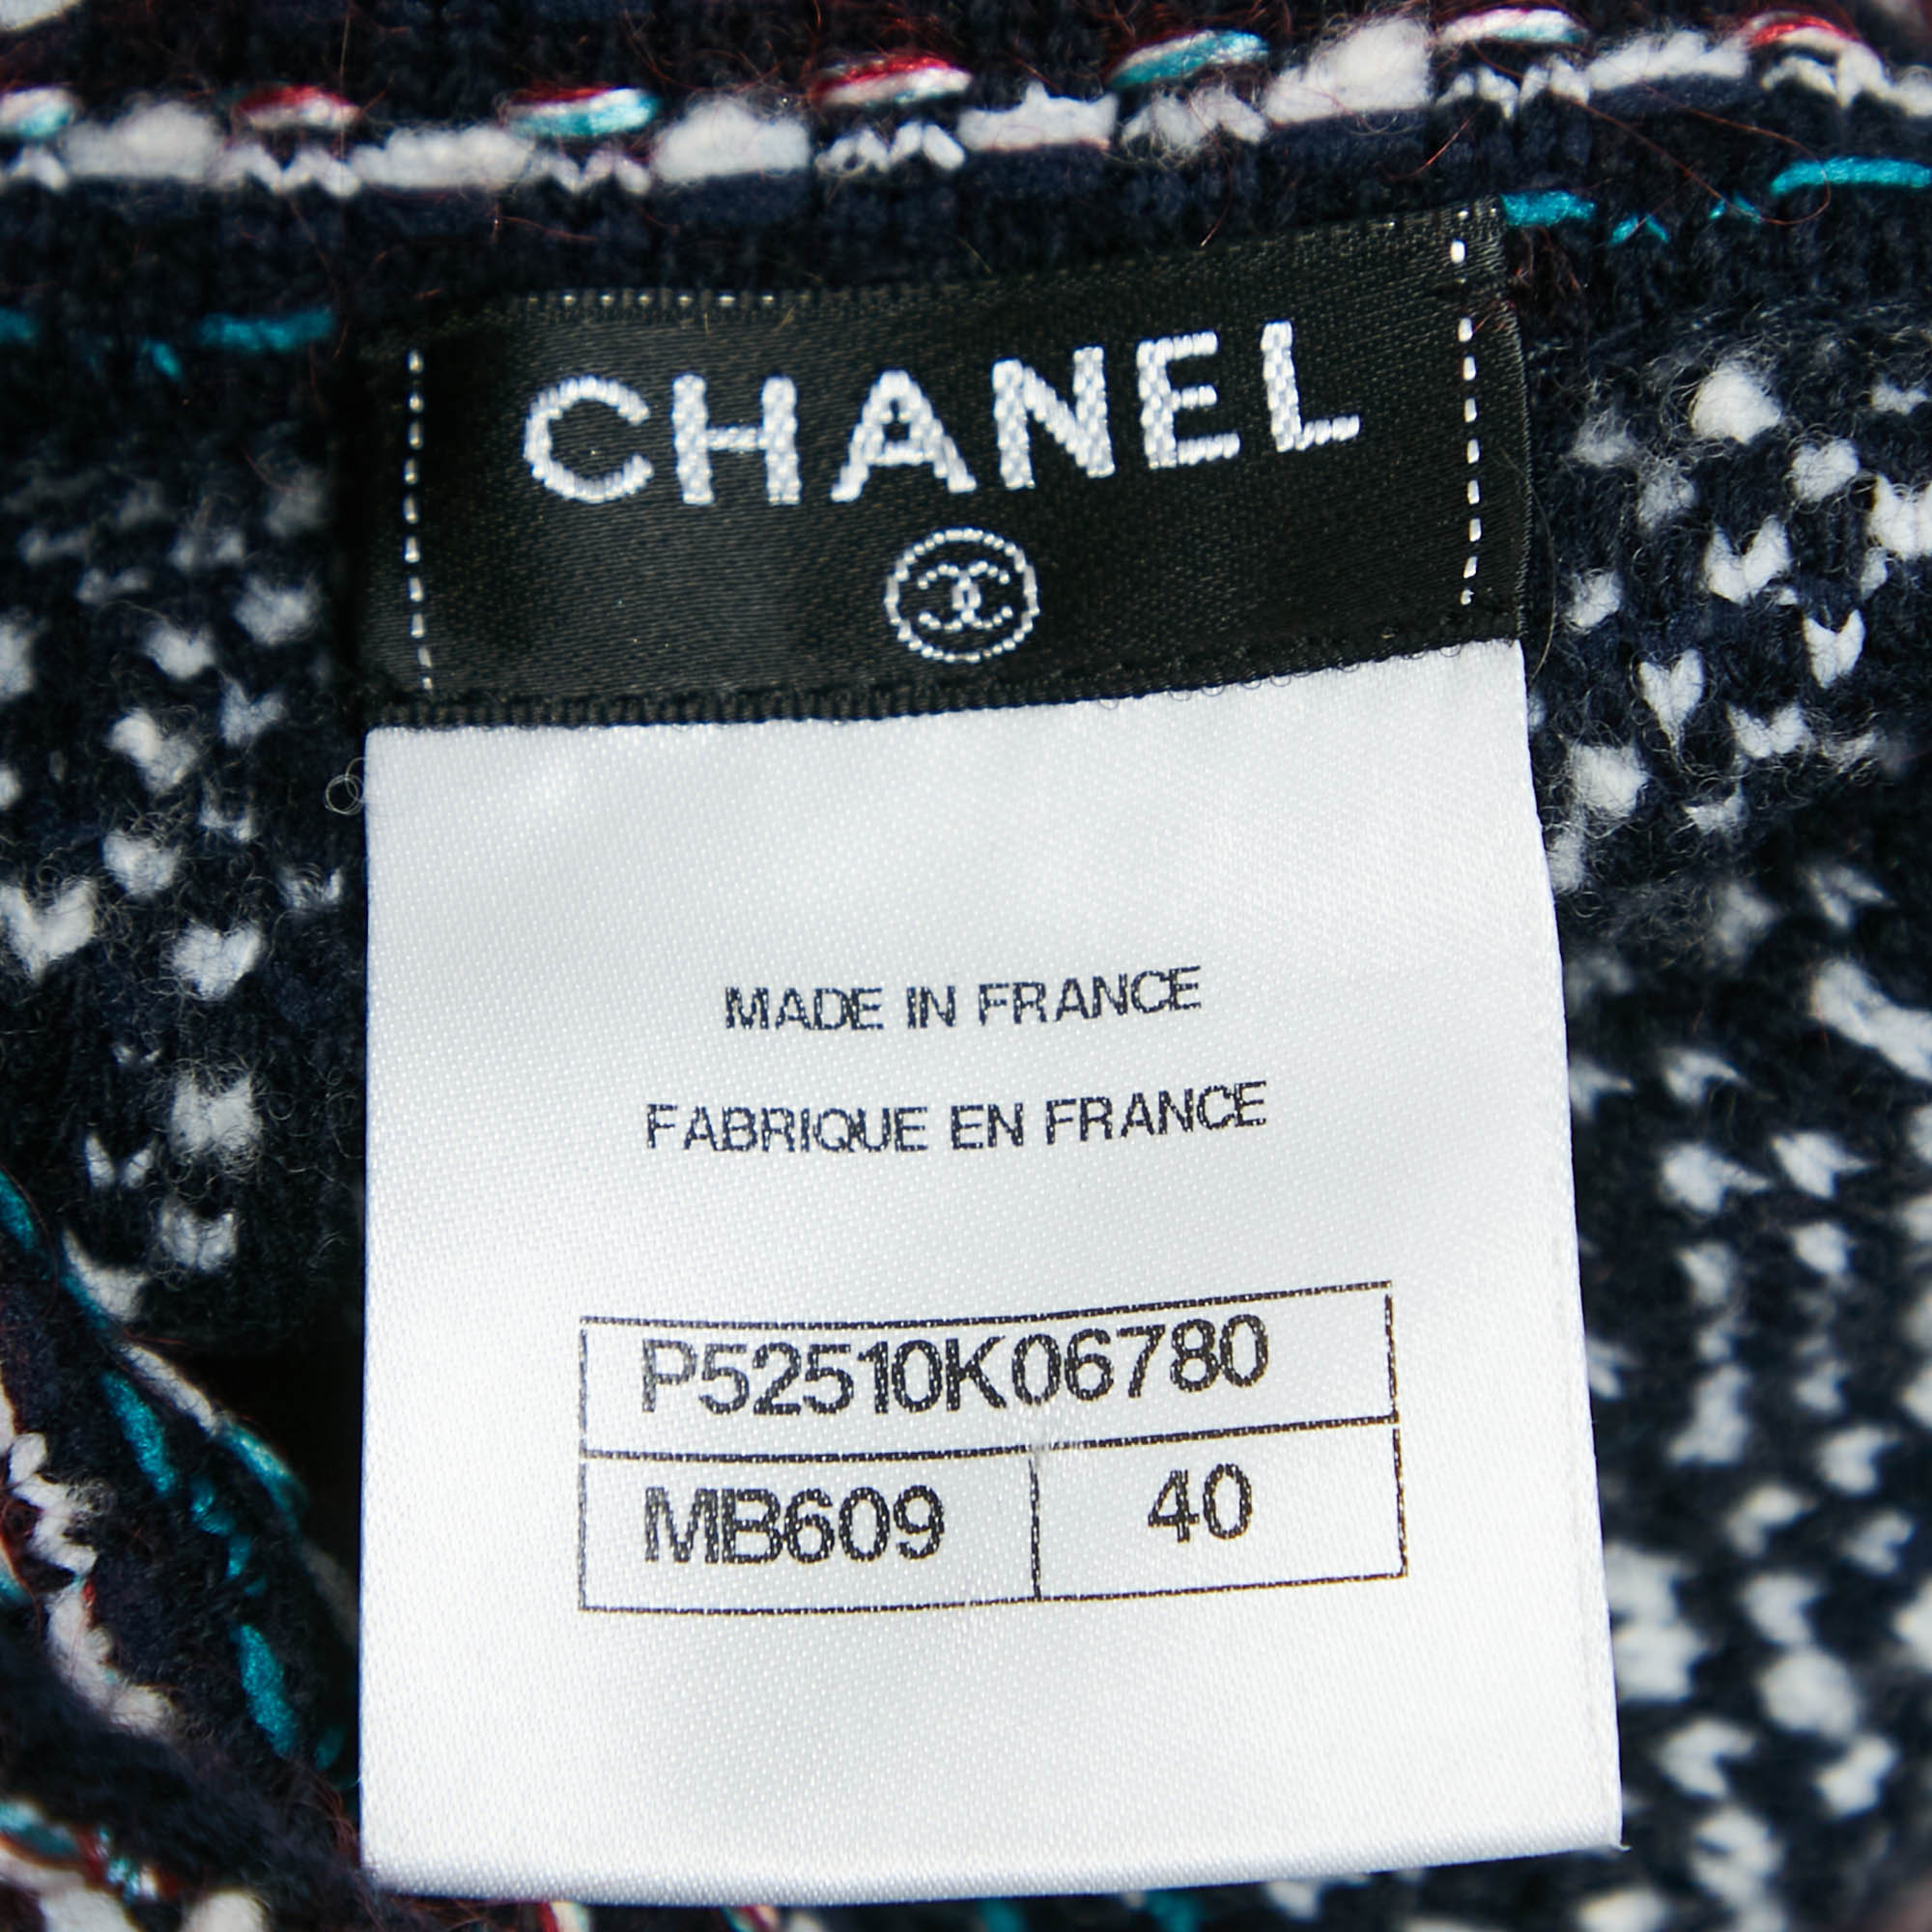 CHANEL
MADE IN FRANCE
FABRIQUE EN FRANCE
P52510K06780
MB609 40